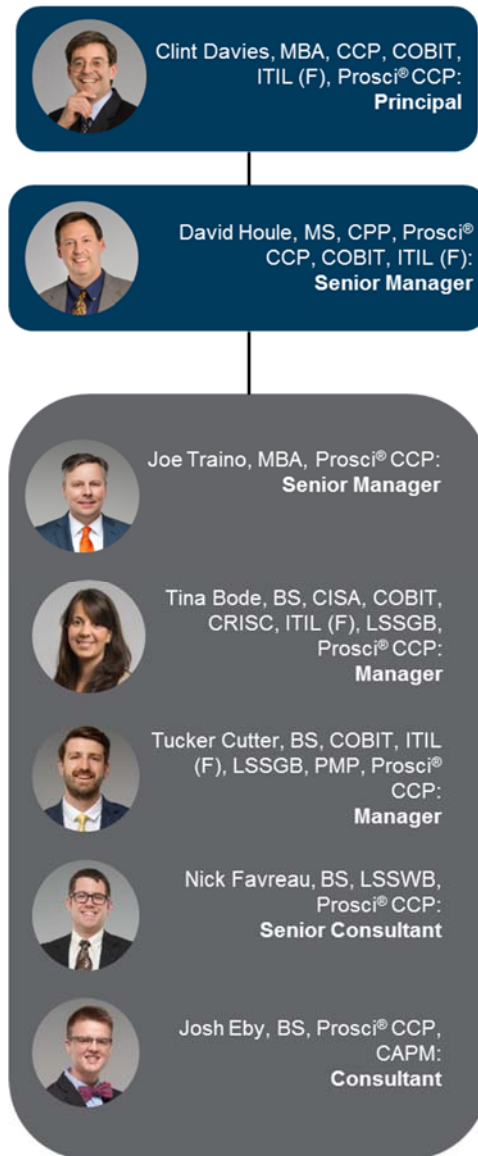 Clint Davies, MBA, CCP, COBIT,
ITIL (F), Prosci® CCP:
Principal
David Houle, MS, CPP, Prosci®
CCP, COBIT, ITIL (F):
Senior Manager
Joe Traino, MBA, Prosci® CCP:
Senior Manager
Tina Bode, BS, CISA, COBIT,
CRISC, ITIL (F), LSSGB,
Prosci® CCP:
Manager
Tucker Cutter, BS, COBIT, ITIL
(F), LSSGB, PMP, Prosci®
CCP:
Manager
Nick Favreau, BS, LSSWB,
Prosci® CCP:
Senior Consultant
Josh Eby, BS, Prosci® CCP,
CAPM:
Consultant